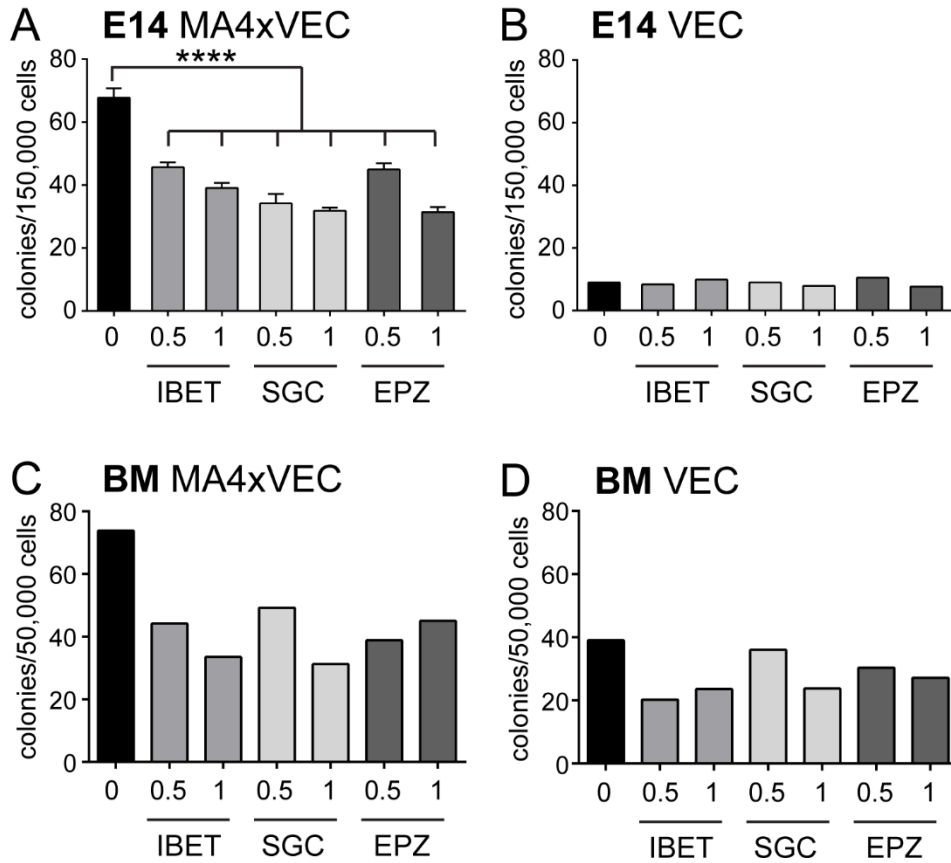 A E14 MA4xVEC
colonies/150,000 cells
80
60
40
20
0
****
0 0.5 1 0.5 1 0.5 1
IBET SGC EPZ
B E14 VEC
colonies/150,000 cells
80
60
40
20
0
0 0.5 1 0.5 1 0.5 1
IBET SGC EPZ
C BM MA4xVEC
colonies/50,000 cells
80
60
40
20
0
0 0.5 1 0.5 1 0.5 1
IBET SGC EPZ
D BM VEC
colonies/50,000 cells
80
60
40
20
0
0 0.5 1 0.5 1 0.5 1
IBET SGC EPZ